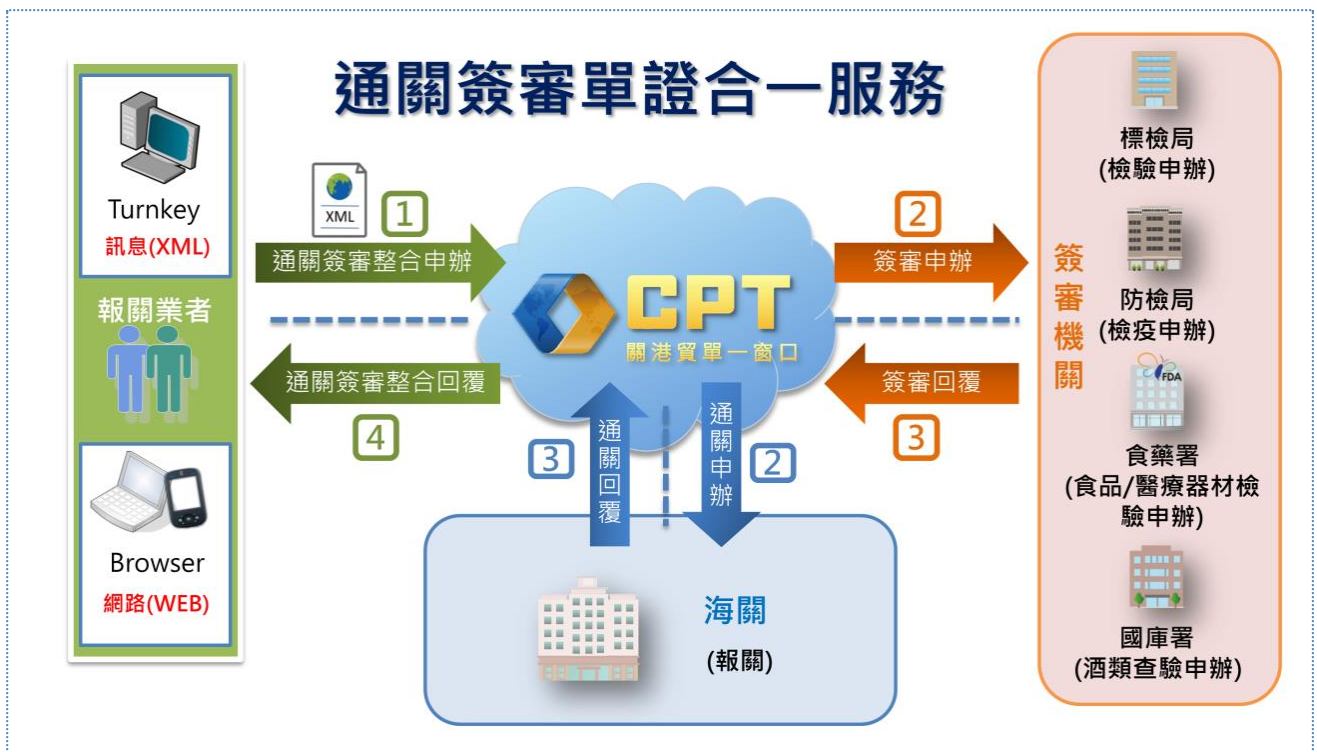 通關簽審單證合一服務
Turnkey
訊息(XML)
報關業者
Browser
網路(WEB)
XML
1
通關簽審整合申辦
通關簽審整合回覆
4
CPT
關港貿單一窗口
2
簽審申辦
簽審回覆
3
3
通關回覆
通關申辦
2
海關
(報關)
簽審機關
標檢局
(檢驗申辦)
防檢局
(檢疫申辦)
FDA
食藥署
(食品/醫療器材檢
驗申辦)
國庫署
(酒類查驗申辦)